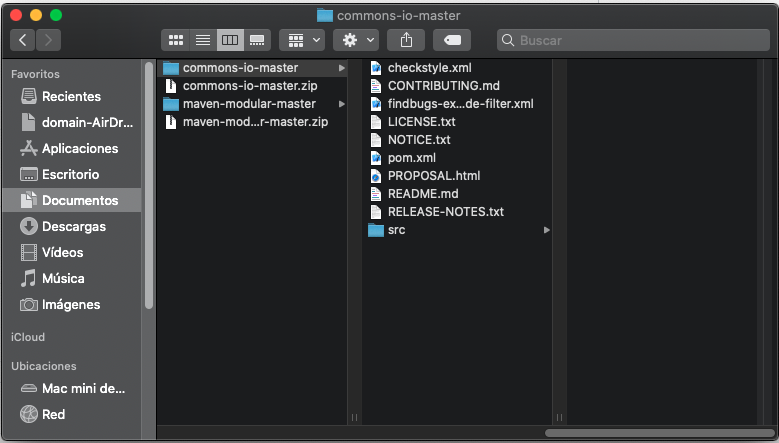 commons-io-master
Buscar
Favoritos
Recientes
domain-AirDr...
Aplicaciones
Escritorio
Documentos
Descargas
Vídeos
Música
Imágenes
iCloud
Ubicaciones
Mac mini de...
Red
commons-io-master
commons-io-master.zip
maven-modular-master
maven-mod...r-master.zip
checkstyle.xml
CONTRIBUTING.md
findbugs-ex...de-filter.xml
LICENSE.txt
NOTICE.txt
pom.xml
PROPOSAL.html
README.md
RELEASE-NOTES.txt
src